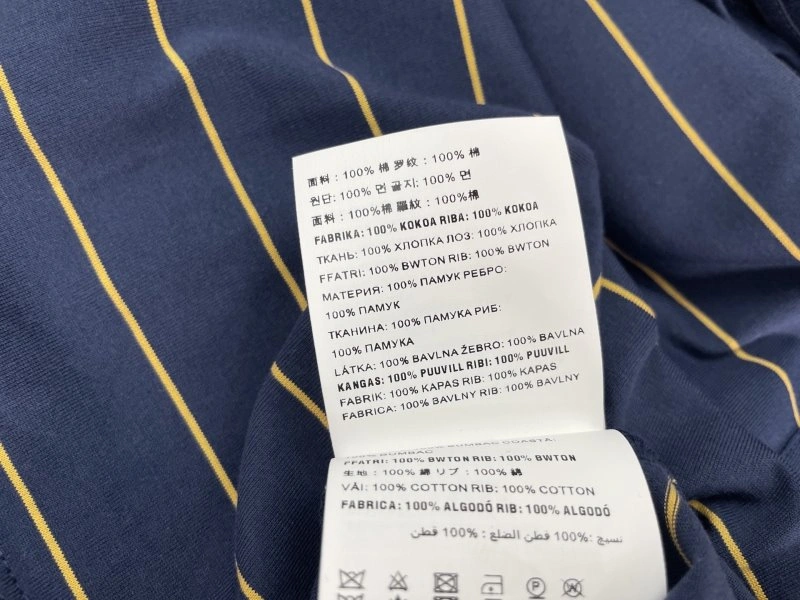 面料 : 100% 棉 罗纹 : 100% 棉
원단: 100% 면 골지: 100% 면
面料 : 100%棉 羅紋 : 100%棉
FABRIKA: 100% KOKOA RIBA: 100% KOKOA
ТКАНЬ: 100% ХЛОПКА ЛОЗ: 100% ХЛОПКА
FFATRI: 100% BWTON RIB: 100% BWTON
МАТЕРИЯ: 100% ПАМУК РЕБРО:
100% ПАМУК
ТКАНИНА: 100% ПАМУКА РИБ:
100% ПАМУКА
LÁTKA: 100% BAVLNA ŽEBRO: 100% BAVLNA
KANGAS: 100% PUUVILL RIBI: 100% PUUVILL
FABRIK: 100% KAPAS RIB: 100% KAPAS
FABRICA: 100% BAVLNY RIB: 100% BAVLNY
100% BUMBAC COASTA:
100% BUMBAC
FFATRI: 100% BWTON RIB: 100% BWTON
生地 : 100% 綿 リブ : 100% 綿
VẢI: 100% COTTON RIB: 100% COTTON
FABRICA: 100% ALGODÓ RIB: 100% ALGODÓ
نسيج: %100 قطن الضلع : %100 قطن